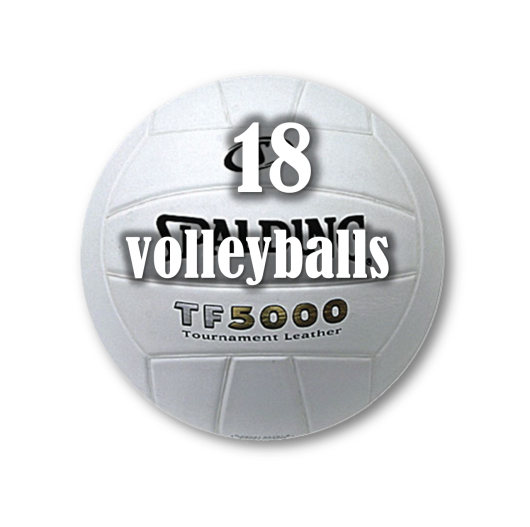 18
SPALDING
volleyballs
TF5000
Tournament Leather